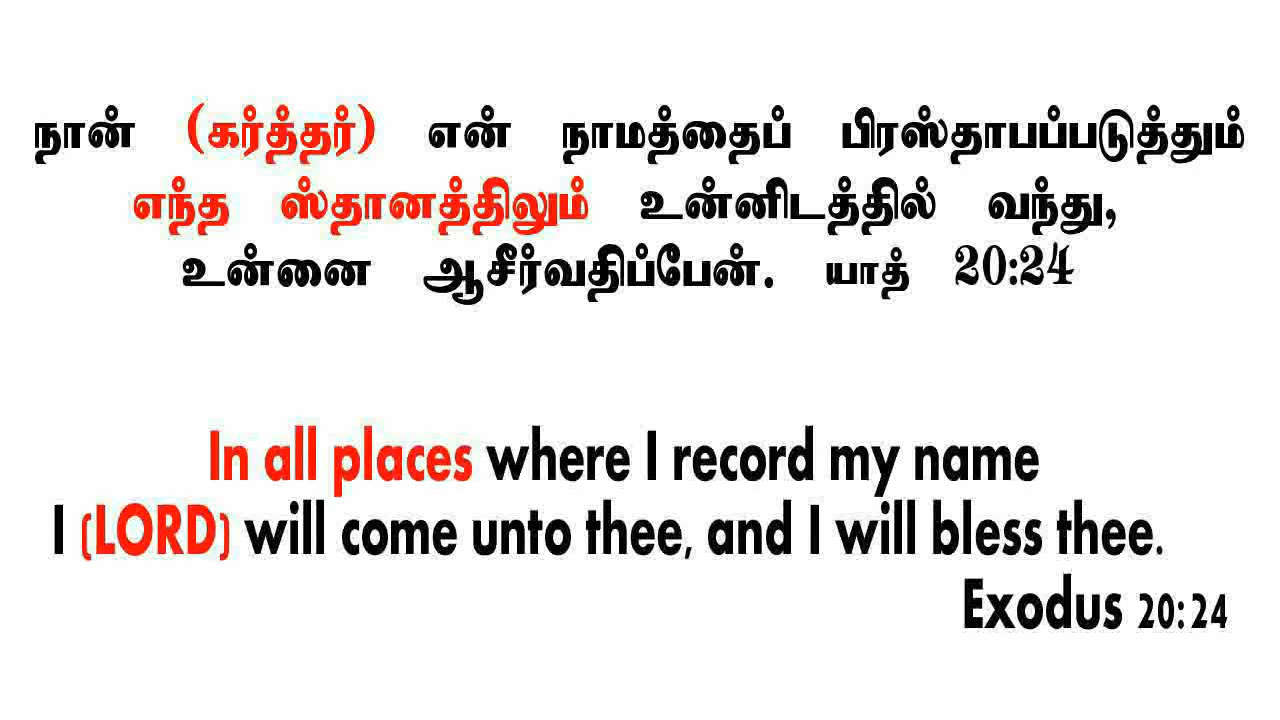 நான் (கர்த்தர்) என் நாமத்தைப் பிரஸ்தாபப்படுத்தும்
எந்த ஸ்தானத்திலும் உன்னிடத்தில் வந்து,
உன்னை ஆசீர்வதிப்பேன். யாத் 20:24
In all places where I record my name
I (LORD) will come unto thee, and I will bless thee.
Exodus 20:24